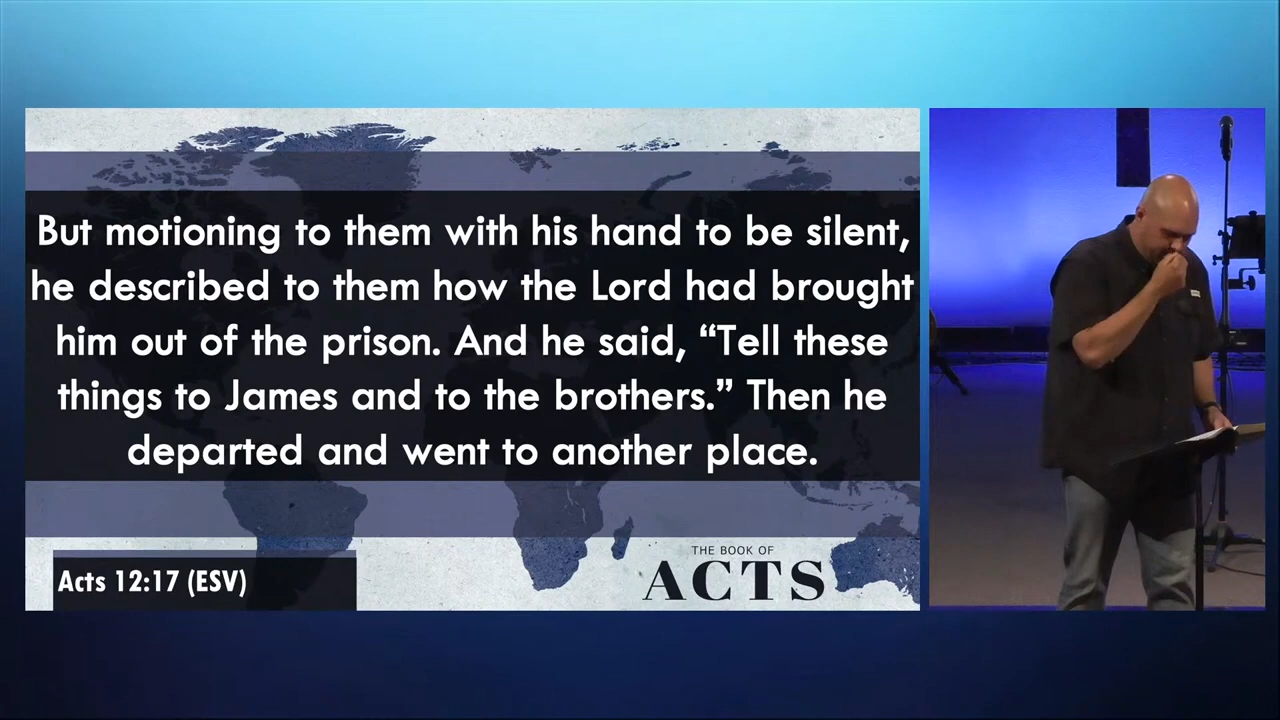 But motioning to them with his hand to be silent,
he described to them how the Lord had brought
him out of the prison. And he said, “Tell these
things to James and to the brothers.” Then he
departed and went to another place.
Acts 12:17 (ESV)
THE BOOK OF
ACTS